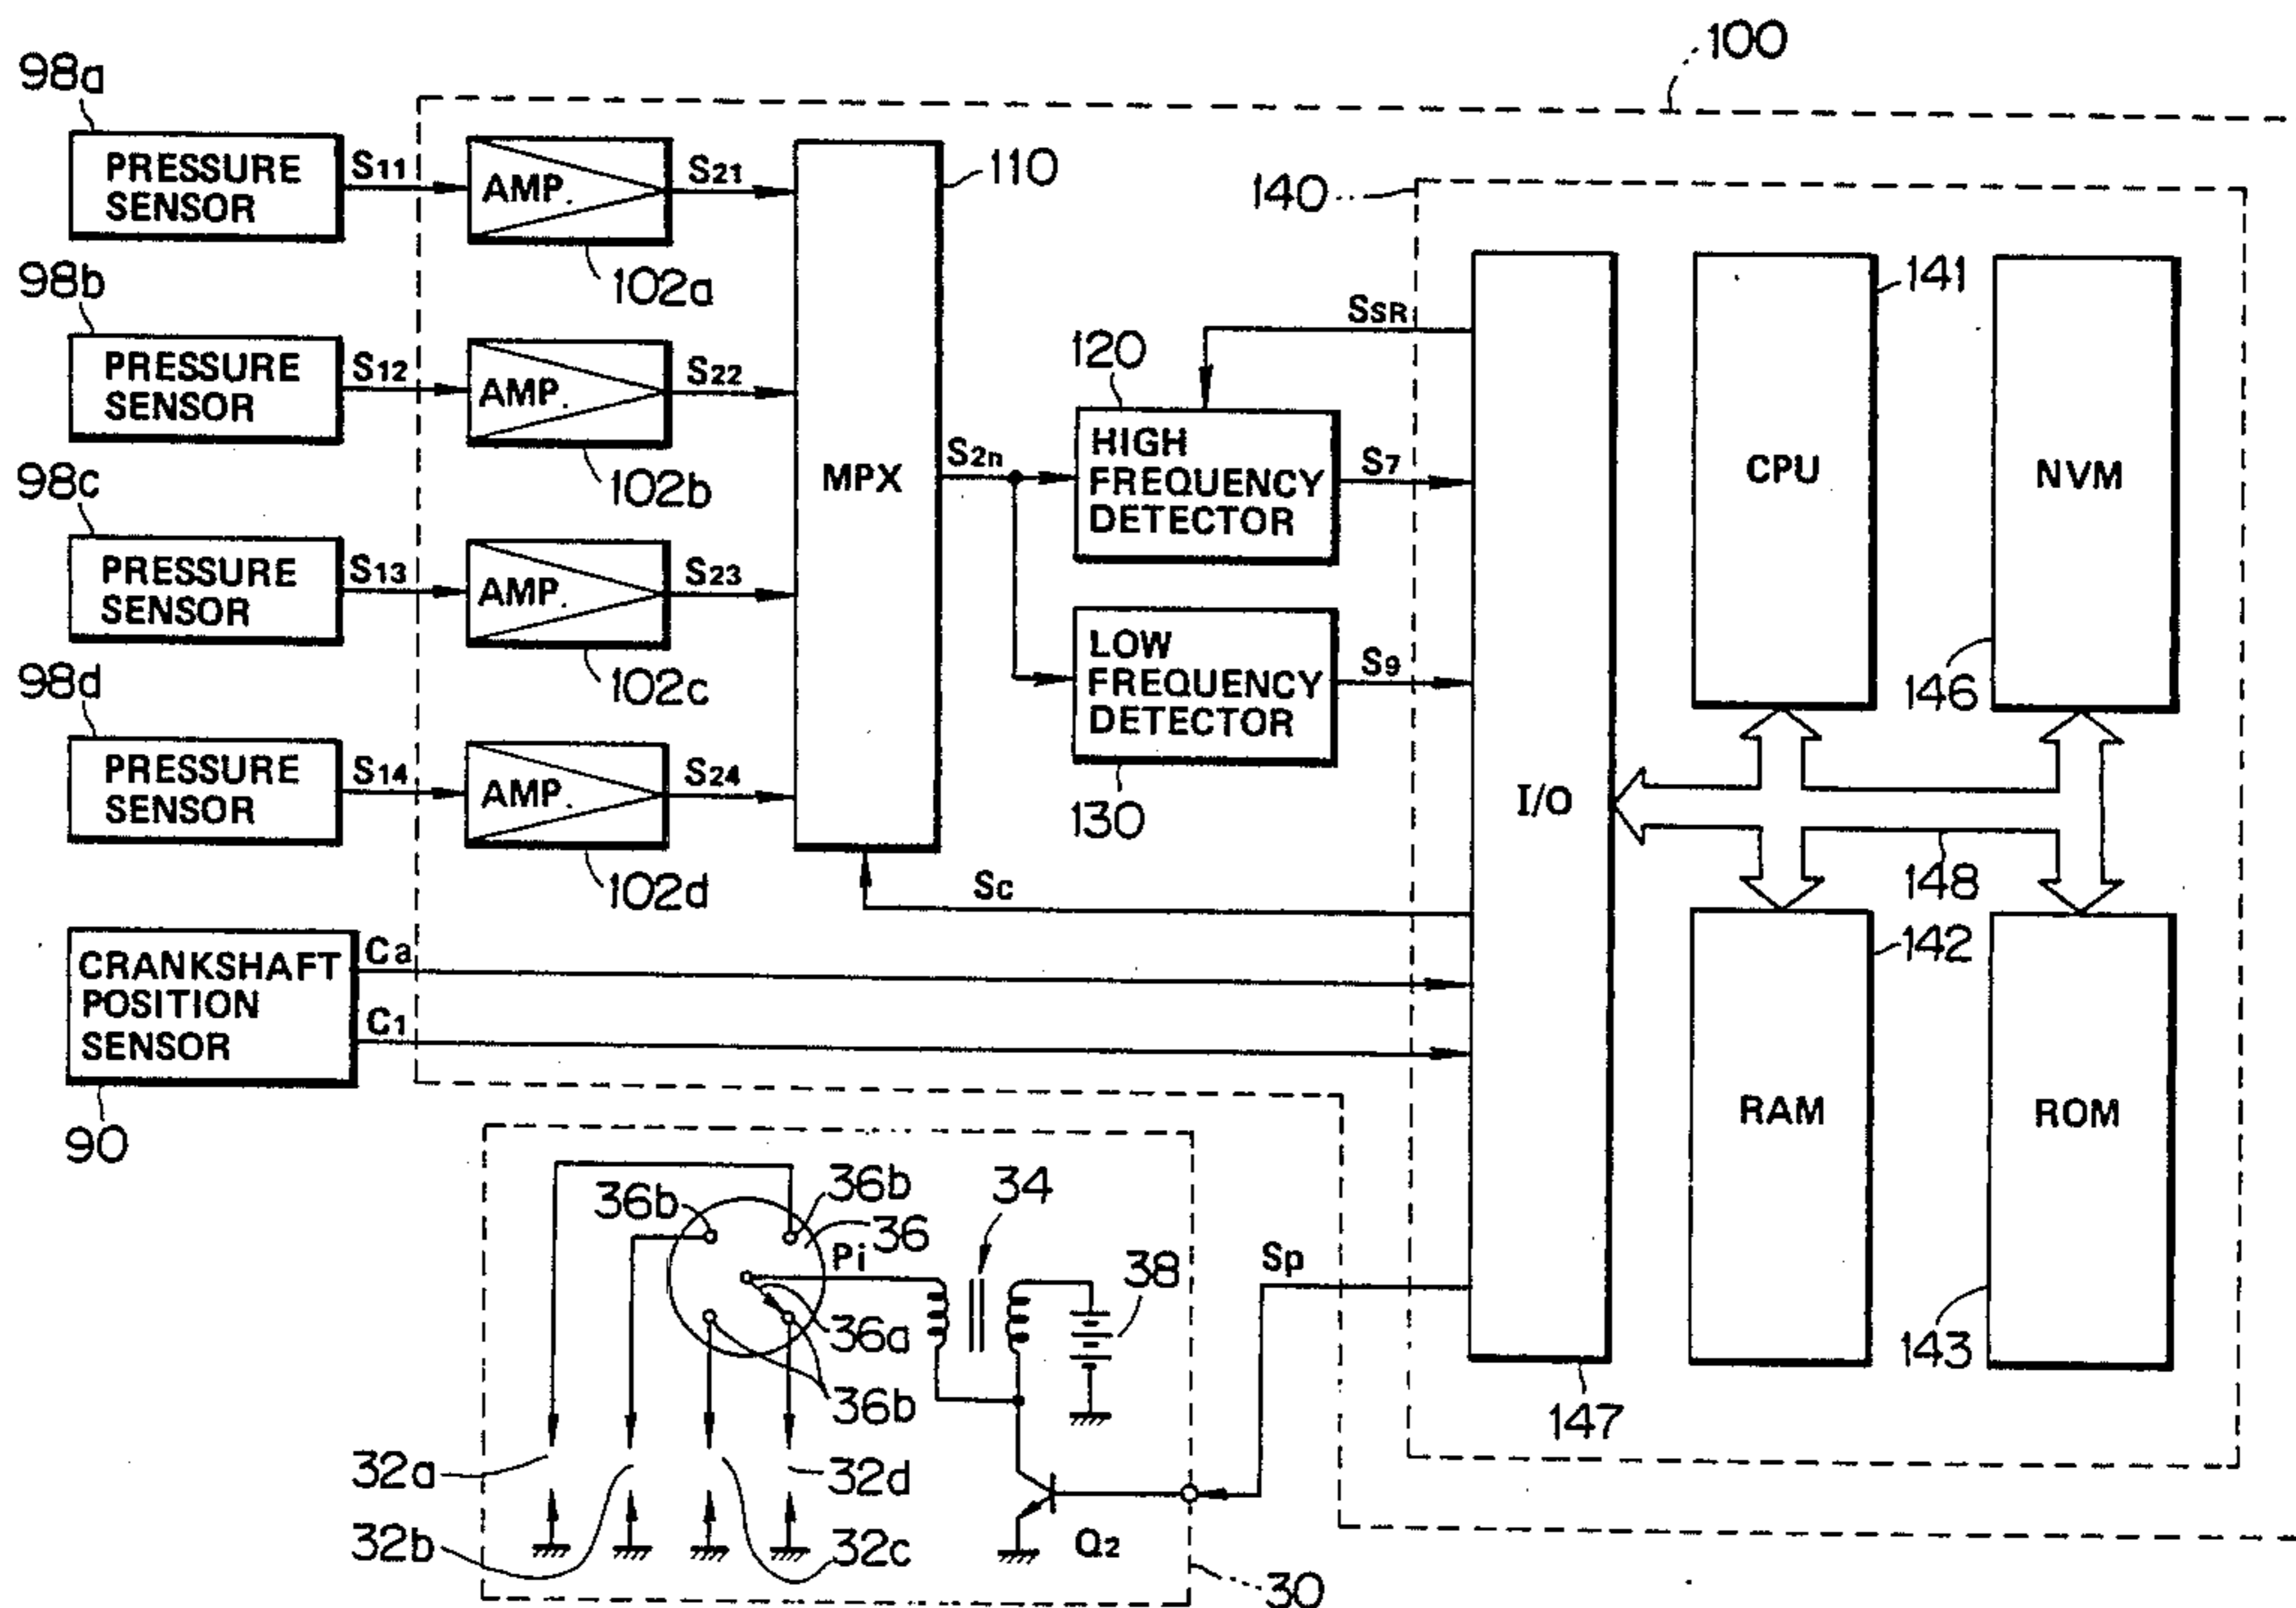 100
98a
PRESSURE
SENSOR
S11
AMP.
S21
102a
110
140
98b
PRESSURE
SENSOR
S12
AMP.
S22
102b
98c
PRESSURE
SENSOR
S13
AMP.
S23
102c
98d
PRESSURE
SENSOR
S14
AMP.
S24
102d
MPX
S2n
SSR
120
HIGH
FREQUENCY
DETECTOR
S7
LOW
FREQUENCY
DETECTOR
S9
130
Sc
I/O
147
CPU
141
NVM
146
148
RAM
142
ROM
143
CRANKSHAFT
POSITION
SENSOR
Ca
C1
90
36b
36b
36
Pi
36a
36b
34
38
Sp
32a
32b
32c
32d
Q2
30